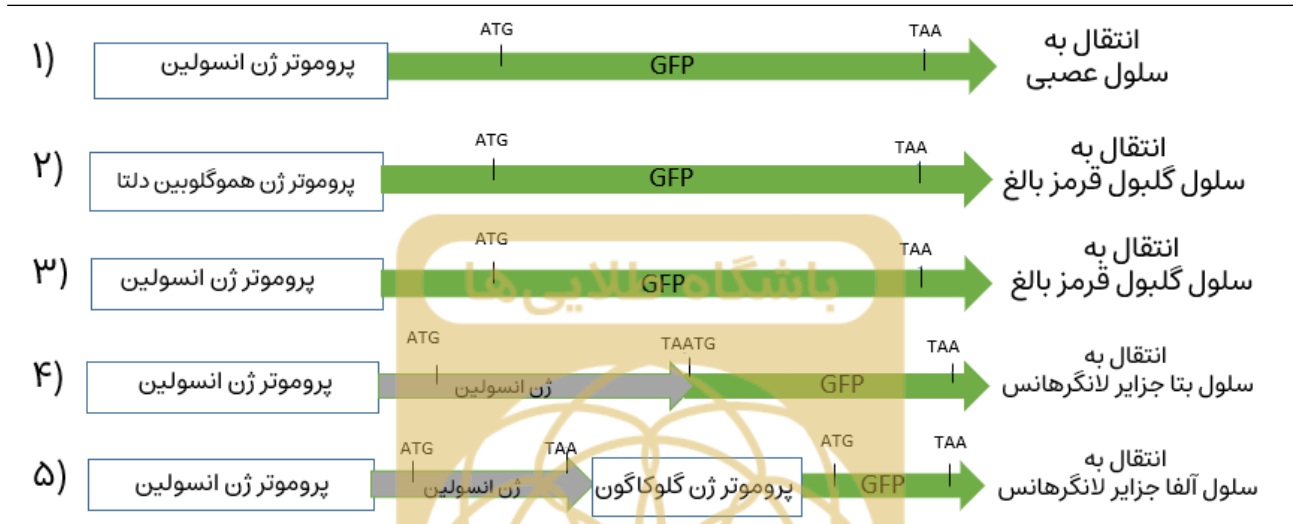 ۱)
ATG
TAA
پروموتر ژن انسولین
GFP
انتقال به
سلول عصبی
۲)
ATG
TAA
پروموتر ژن هموگلوبین دلتا
GFP
انتقال به
سلول گلبول قرمز بالغ
باشگاه طلایی‌ها
۳)
ATG
TAA
پروموتر ژن انسولین
GFP
انتقال به
سلول گلبول قرمز بالغ
۴)
ATG
TAATG
TAA
پروموتر ژن انسولین
ژن انسولین
GFP
انتقال به
سلول بتا جزایر لانگرهانس
۵)
ATG
TAA
ATG
TAA
پروموتر ژن انسولین
ژن انسولین
پروموتر ژن گلوکاگون
GFP
انتقال به
سلول آلفا جزایر لانگرهانس